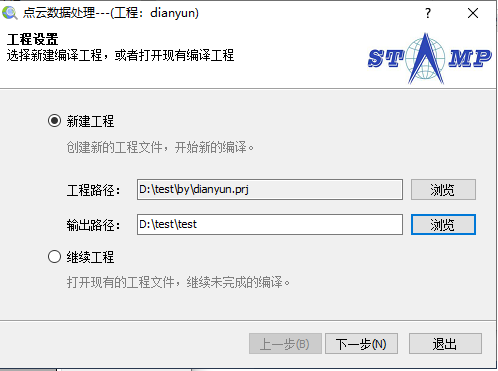 点云数据处理---(工程：dianyun)
?
工程设置
选择新建编译工程，或者打开现有编译工程
STAMP
新建工程
创建新的工程文件，开始新的编译。
工程路径： D:\test\by\dianyun.prj 浏览
输出路径： D:\test\test 浏览
继续工程
打开现有的工程文件，继续未完成的编译。
上一步(B) 下一步(N) 退出